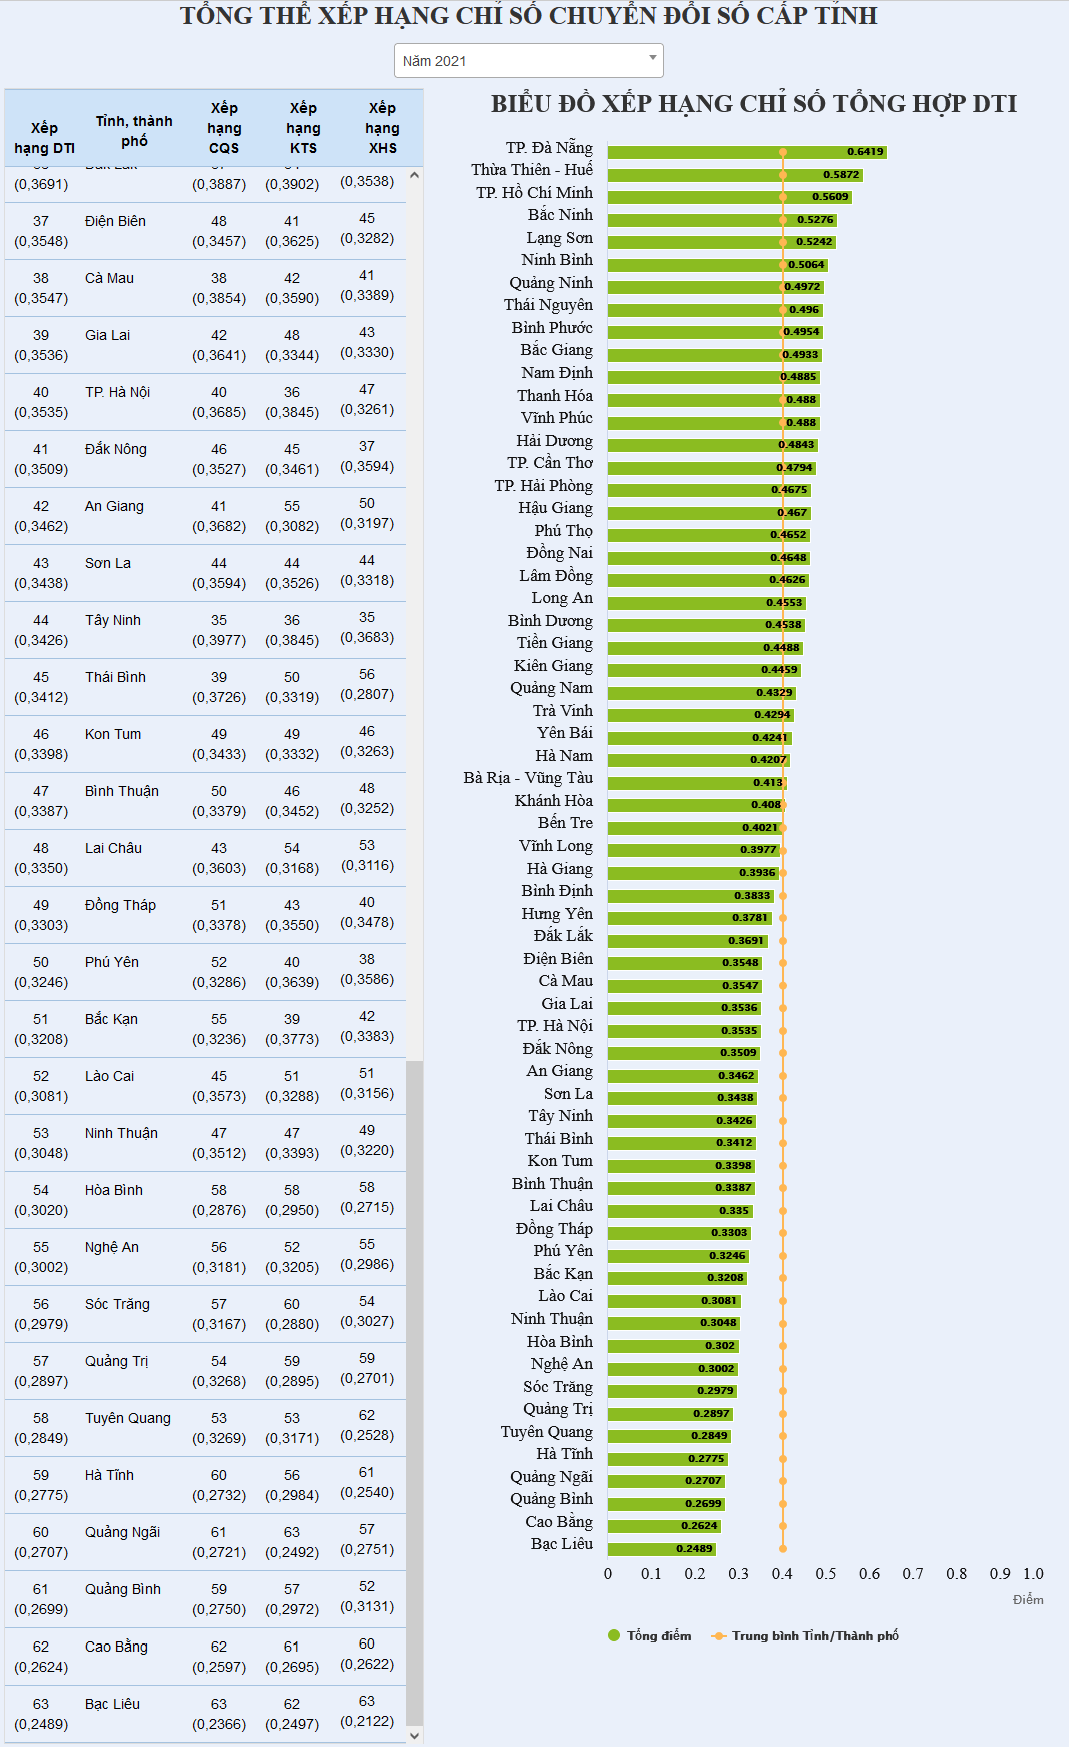 TỔNG THỂ XẾP HẠNG CHỈ SỐ CHUYỂN ĐỔI SỐ CẤP TỈNH
Năm 2021
Xếp hạng DTI Tỉnh, thành phố Xếp hạng CQS Xếp hạng KTS Xếp hạng XHS
(0,3691) (0,3887) (0,3902) (0,3538)
37 Điện Biên 48 41 45
(0,3548) (0,3457) (0,3625) (0,3282)
38 Cà Mau 38 42 41
(0,3547) (0,3854) (0,3590) (0,3389)
39 Gia Lai 42 48 43
(0,3536) (0,3641) (0,3344) (0,3330)
40 TP. Hà Nội 40 36 47
(0,3535) (0,3685) (0,3845) (0,3261)
41 Đắk Nông 46 45 37
(0,3509) (0,3527) (0,3461) (0,3594)
42 An Giang 41 55 50
(0,3462) (0,3682) (0,3082) (0,3197)
43 Sơn La 44 44 44
(0,3438) (0,3594) (0,3526) (0,3318)
44 Tây Ninh 35 36 35
(0,3426) (0,3977) (0,3845) (0,3683)
45 Thái Bình 39 50 56
(0,3412) (0,3726) (0,3319) (0,2807)
46 Kon Tum 49 49 46
(0,3398) (0,3433) (0,3332) (0,3263)
47 Bình Thuận 50 46 48
(0,3387) (0,3379) (0,3452) (0,3252)
48 Lai Châu 43 54 53
(0,3350) (0,3603) (0,3168) (0,3116)
49 Đồng Tháp 51 43 40
(0,3303) (0,3378) (0,3550) (0,3478)
50 Phú Yên 52 40 38
(0,3246) (0,3286) (0,3639) (0,3586)
51 Bắc Kạn 55 39 42
(0,3208) (0,3236) (0,3773) (0,3383)
52 Lào Cai 45 51 51
(0,3081) (0,3573) (0,3288) (0,3156)
53 Ninh Thuận 47 47 49
(0,3048) (0,3512) (0,3393) (0,3220)
54 Hòa Bình 58 58 58
(0,3020) (0,2876) (0,2950) (0,2715)
55 Nghệ An 56 52 55
(0,3002) (0,3181) (0,3205) (0,2986)
56 Sóc Trăng 57 60 54
(0,2979) (0,3167) (0,2880) (0,3027)
57 Quảng Trị 54 59 59
(0,2897) (0,3268) (0,2895) (0,2701)
58 Tuyên Quang 53 53 62
(0,2849) (0,3269) (0,3171) (0,2528)
59 Hà Tĩnh 60 56 61
(0,2775) (0,2732) (0,2984) (0,2540)
60 Quảng Ngãi 61 63 57
(0,2707) (0,2721) (0,2492) (0,2751)
61 Quảng Bình 59 57 52
(0,2699) (0,2750) (0,2972) (0,3131)
62 Cao Bằng 62 61 60
(0,2624) (0,2597) (0,2695) (0,2622)
63 Bạc Liêu 63 62 63
(0,2489) (0,2366) (0,2497) (0,2122)
BIỂU ĐỒ XẾP HẠNG CHỈ SỐ TỔNG HỢP DTI
TP. Đà Nẵng 0.6419
Thừa Thiên - Huế 0.5872
TP. Hồ Chí Minh 0.5609
Bắc Ninh 0.5276
Lạng Sơn 0.5242
Ninh Bình 0.5064
Quảng Ninh 0.4972
Thái Nguyên 0.496
Bình Phước 0.4954
Bắc Giang 0.4933
Nam Định 0.4885
Thanh Hóa 0.488
Vĩnh Phúc 0.488
Hải Dương 0.4843
TP. Cần Thơ 0.4794
TP. Hải Phòng 0.4675
Hậu Giang 0.467
Phú Thọ 0.4652
Đồng Nai 0.4648
Lâm Đồng 0.4626
Long An 0.4553
Bình Dương 0.4538
Tiền Giang 0.4488
Kiên Giang 0.4459
Quảng Nam 0.4329
Trà Vinh 0.4294
Yên Bái 0.4241
Hà Nam 0.4207
Bà Rịa - Vũng Tàu 0.413
Khánh Hòa 0.408
Bến Tre 0.4021
Vĩnh Long 0.3977
Hà Giang 0.3936
Bình Định 0.3833
Hưng Yên 0.3781
Đắk Lắk 0.3691
Điện Biên 0.3548
Cà Mau 0.3547
Gia Lai 0.3536
TP. Hà Nội 0.3535
Đắk Nông 0.3509
An Giang 0.3462
Sơn La 0.3438
Tây Ninh 0.3426
Thái Bình 0.3412
Kon Tum 0.3398
Bình Thuận 0.3387
Lai Châu 0.335
Đồng Tháp 0.3303
Phú Yên 0.3246
Bắc Kạn 0.3208
Lào Cai 0.3081
Ninh Thuận 0.3048
Hòa Bình 0.302
Nghệ An 0.3002
Sóc Trăng 0.2979
Quảng Trị 0.2897
Tuyên Quang 0.2849
Hà Tĩnh 0.2775
Quảng Ngãi 0.2707
Quảng Bình 0.2699
Cao Bằng 0.2624
Bạc Liêu 0.2489
0 0.1 0.2 0.3 0.4 0.5 0.6 0.7 0.8 0.9 1.0
Điểm
Tổng điểm Trung bình Tỉnh/Thành phố